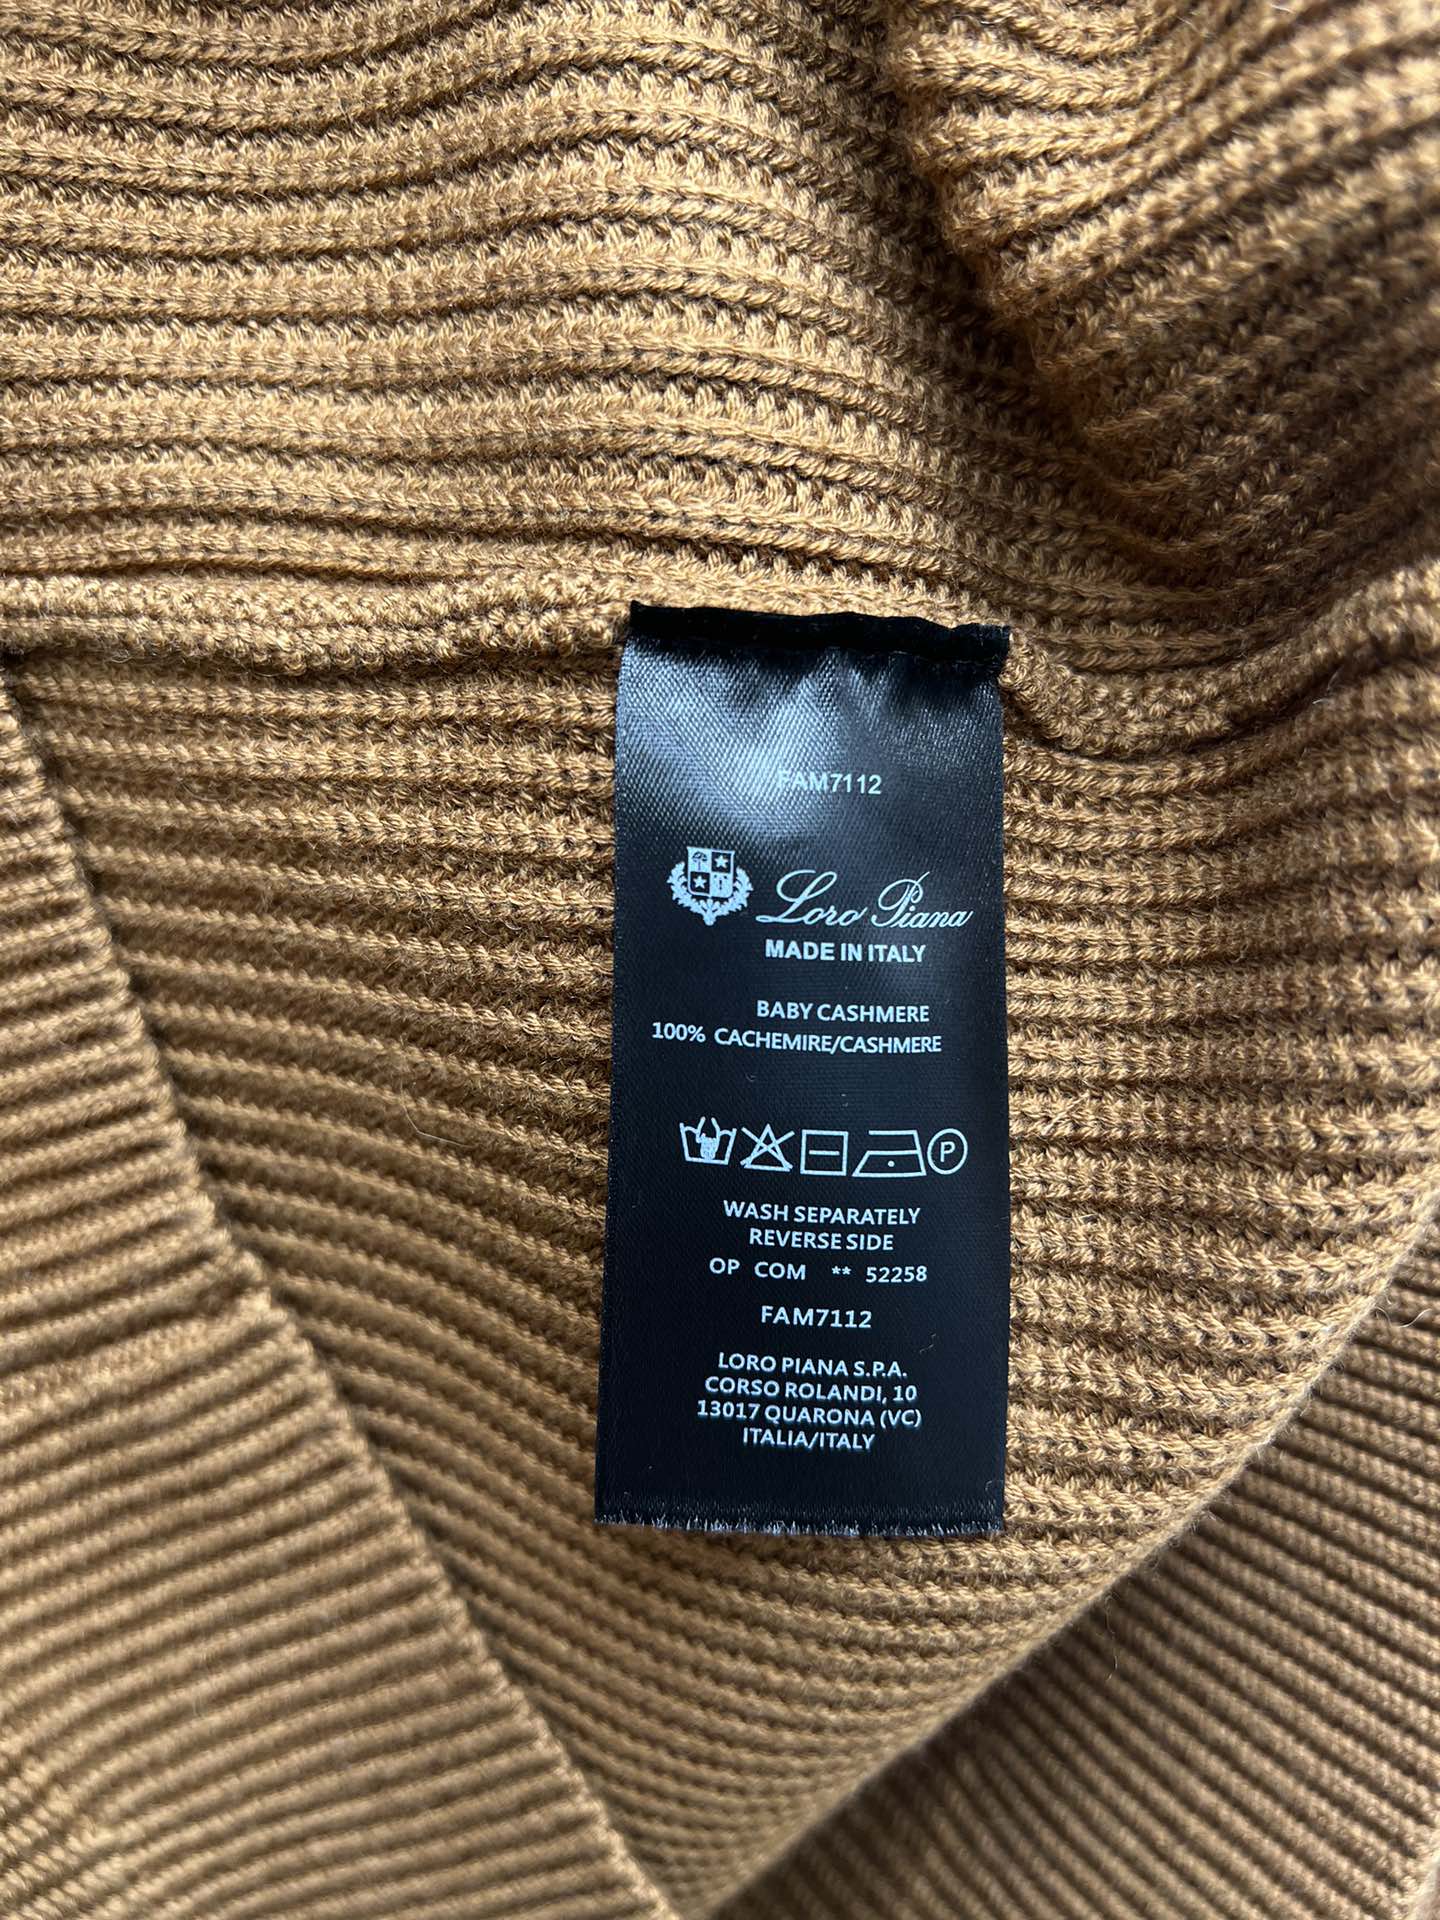 FAM7112
Loro Piana
MADE IN ITALY
BABY CASHMERE
100% CACHEMIRE/CASHMERE
P
WASH SEPARATELY
REVERSE SIDE
OP COM ** 52258
FAM7112
LORO PIANA S.P.A.
CORSO ROLANDI, 10
13017 QUARONA (VC)
ITALIA/ITALY